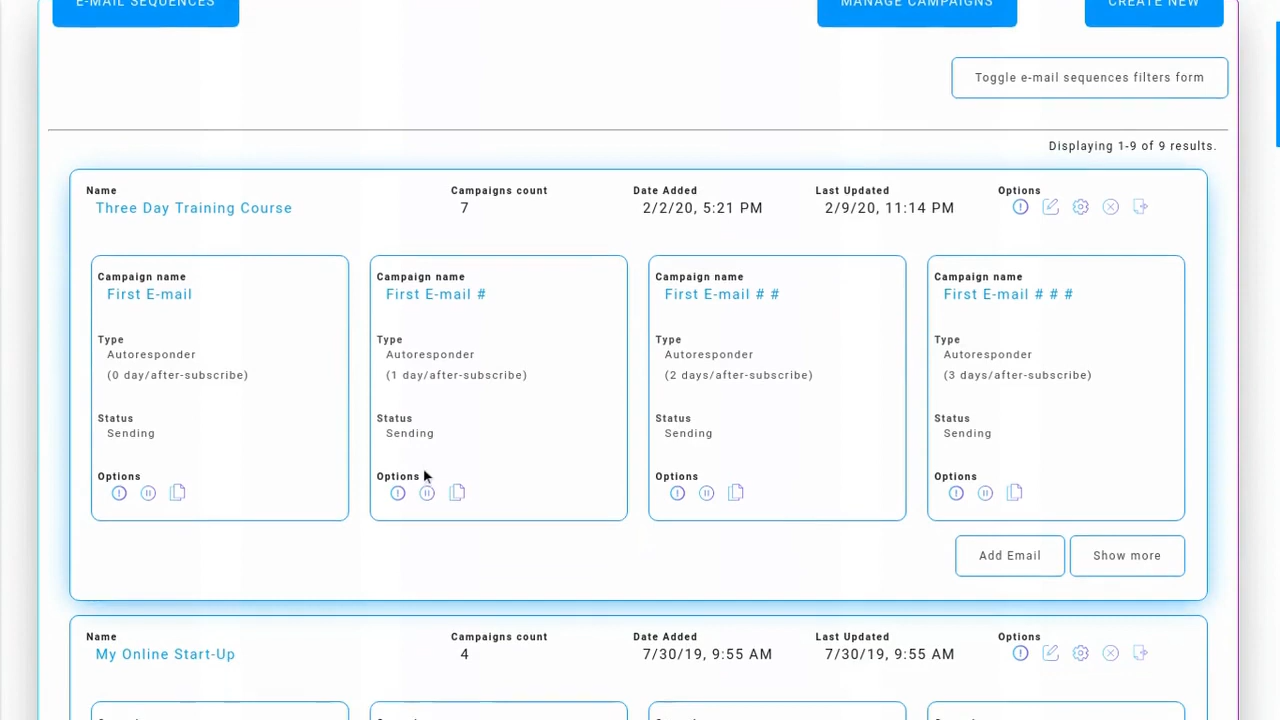 E-MAIL SEQUENCES MANAGE CAMPAIGNS CREATE NEW
Toggle e-mail sequences filters form
Displaying 1-9 of 9 results.
Name Campaigns count Date Added Last Updated Options
Three Day Training Course 7 2/2/20, 5:21 PM 2/9/20, 11:14 PM
Campaign name Campaign name Campaign name Campaign name
First E-mail First E-mail # First E-mail # # First E-mail # # #
Type Type Type Type
Autoresponder Autoresponder Autoresponder Autoresponder
(0 day/after-subscribe) (1 day/after-subscribe) (2 days/after-subscribe) (3 days/after-subscribe)
Status Status Status Status
Sending Sending Sending Sending
Options Options Options Options
Add Email Show more
Name Campaigns count Date Added Last Updated Options
My Online Start-Up 4 7/30/19, 9:55 AM 7/30/19, 9:55 AM